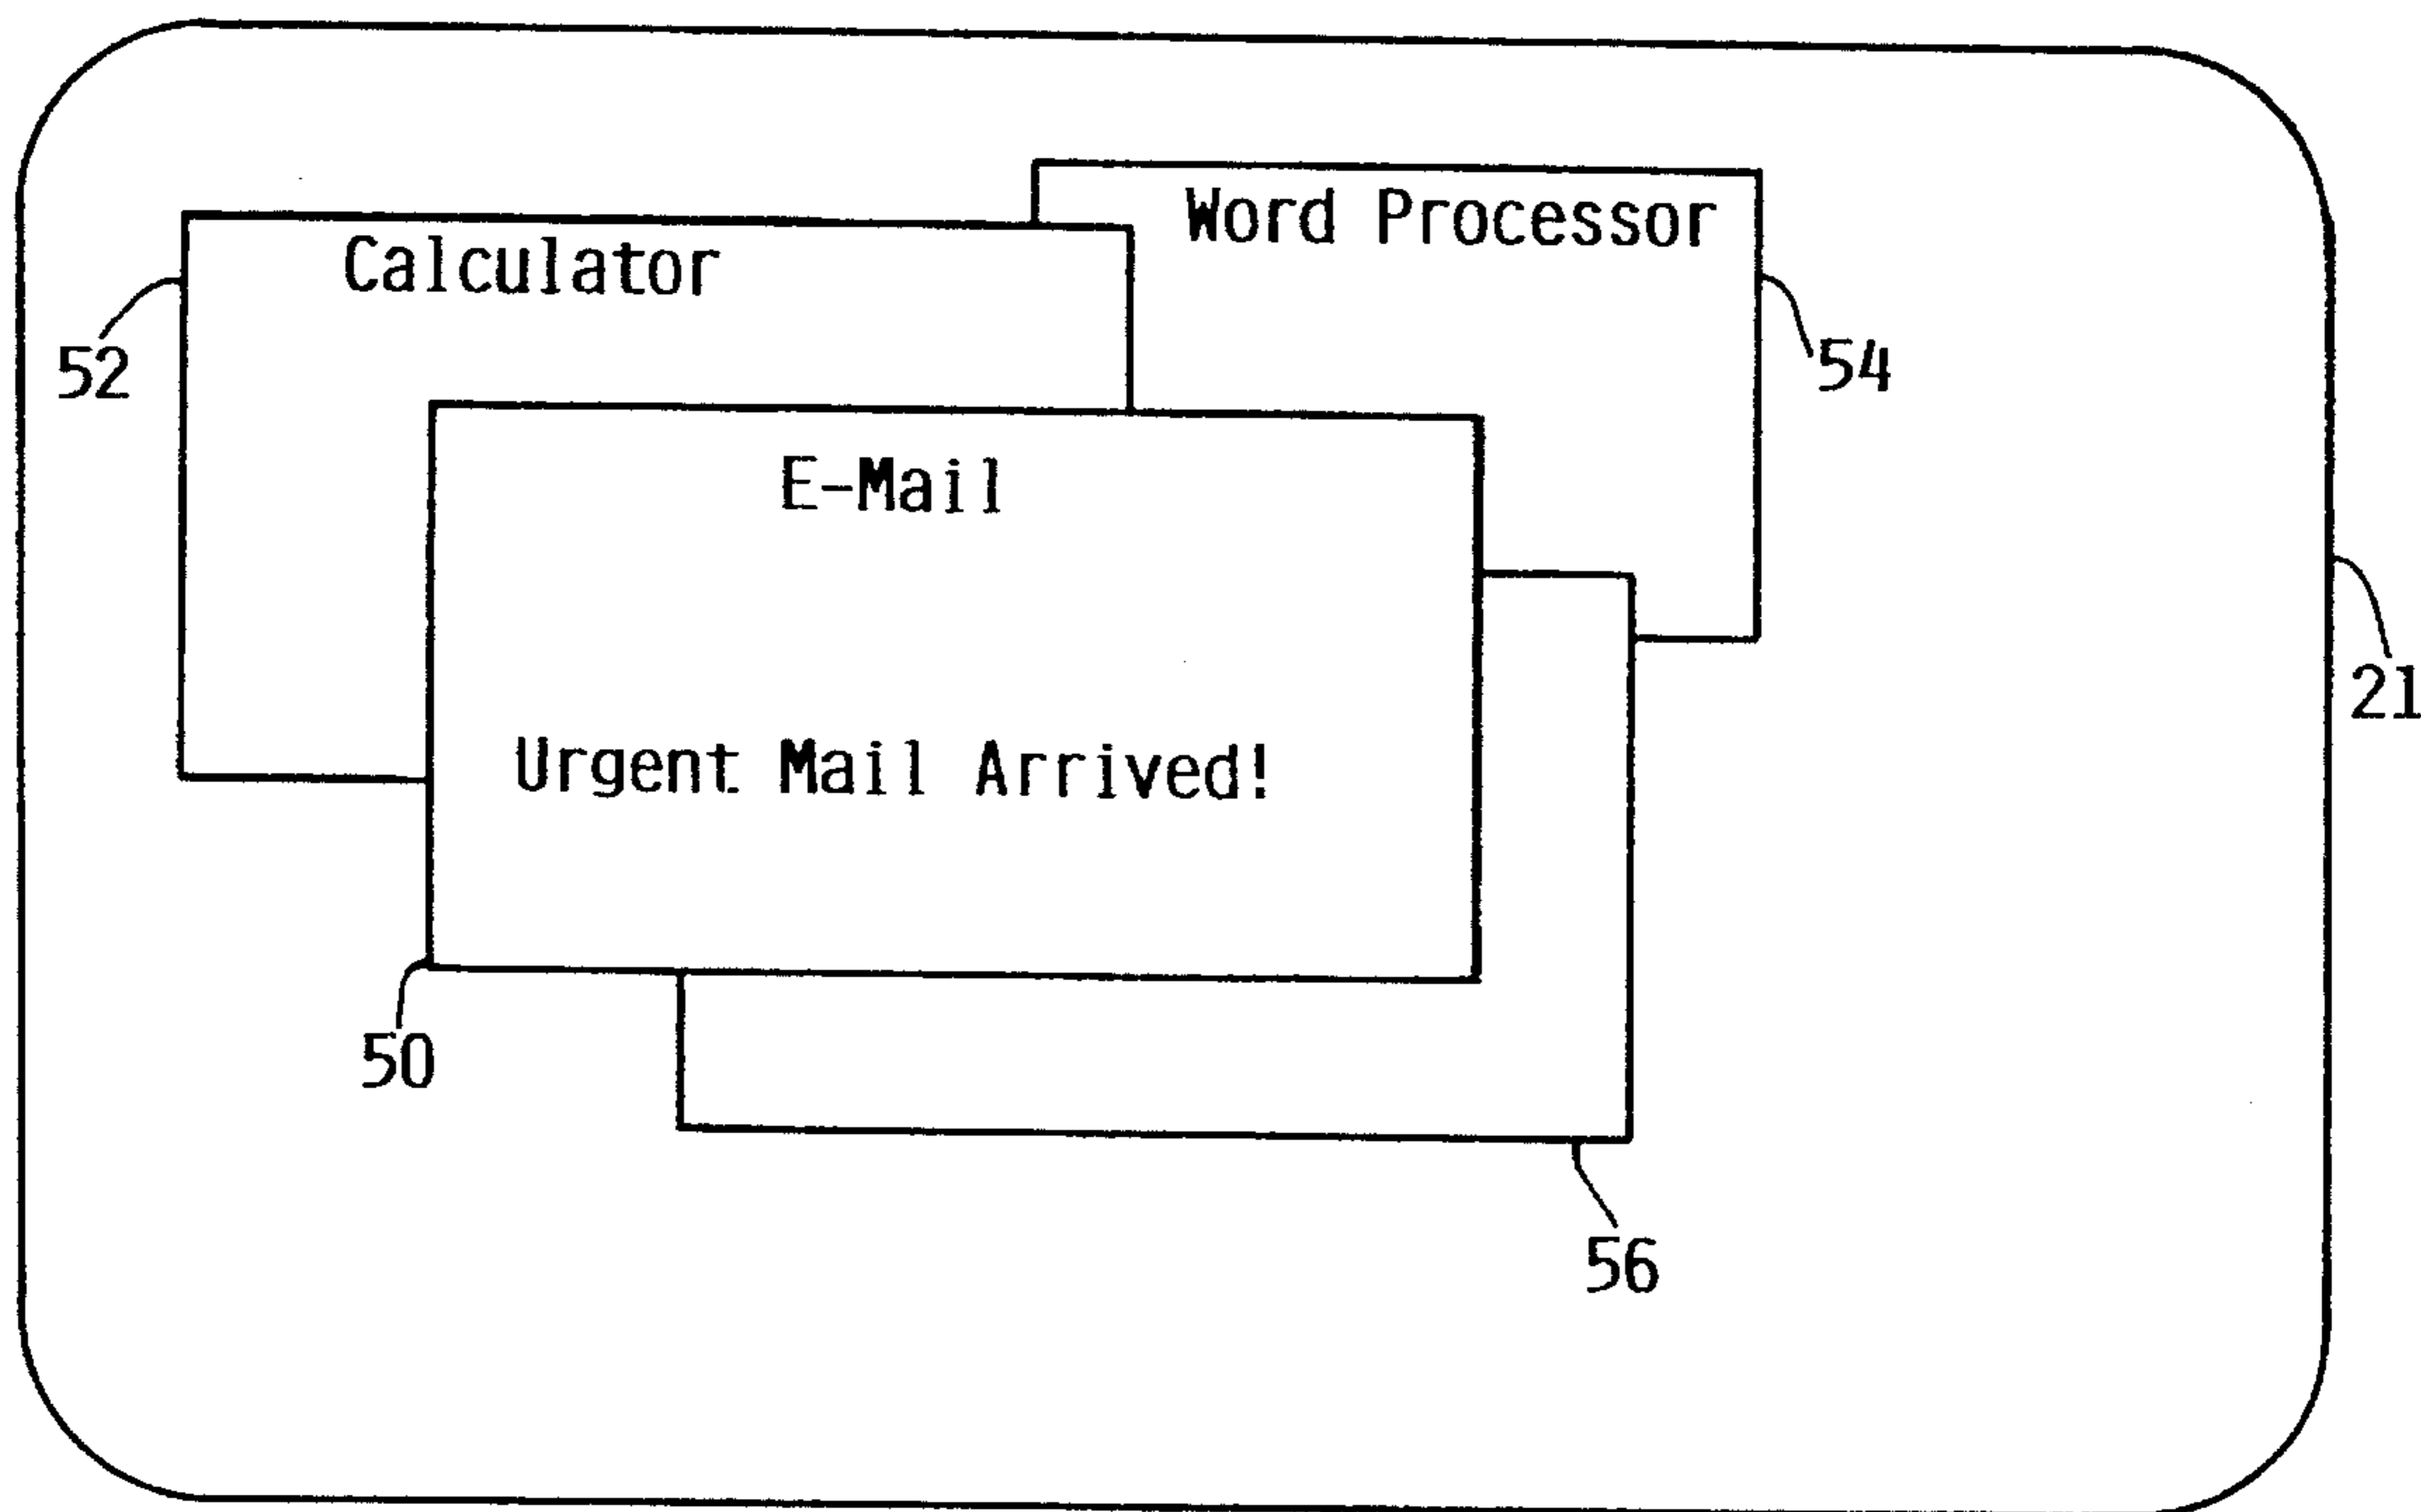 Word Processor
Calculator
52
54
E-Mail
21
Urgent Mail Arrived!
50
56